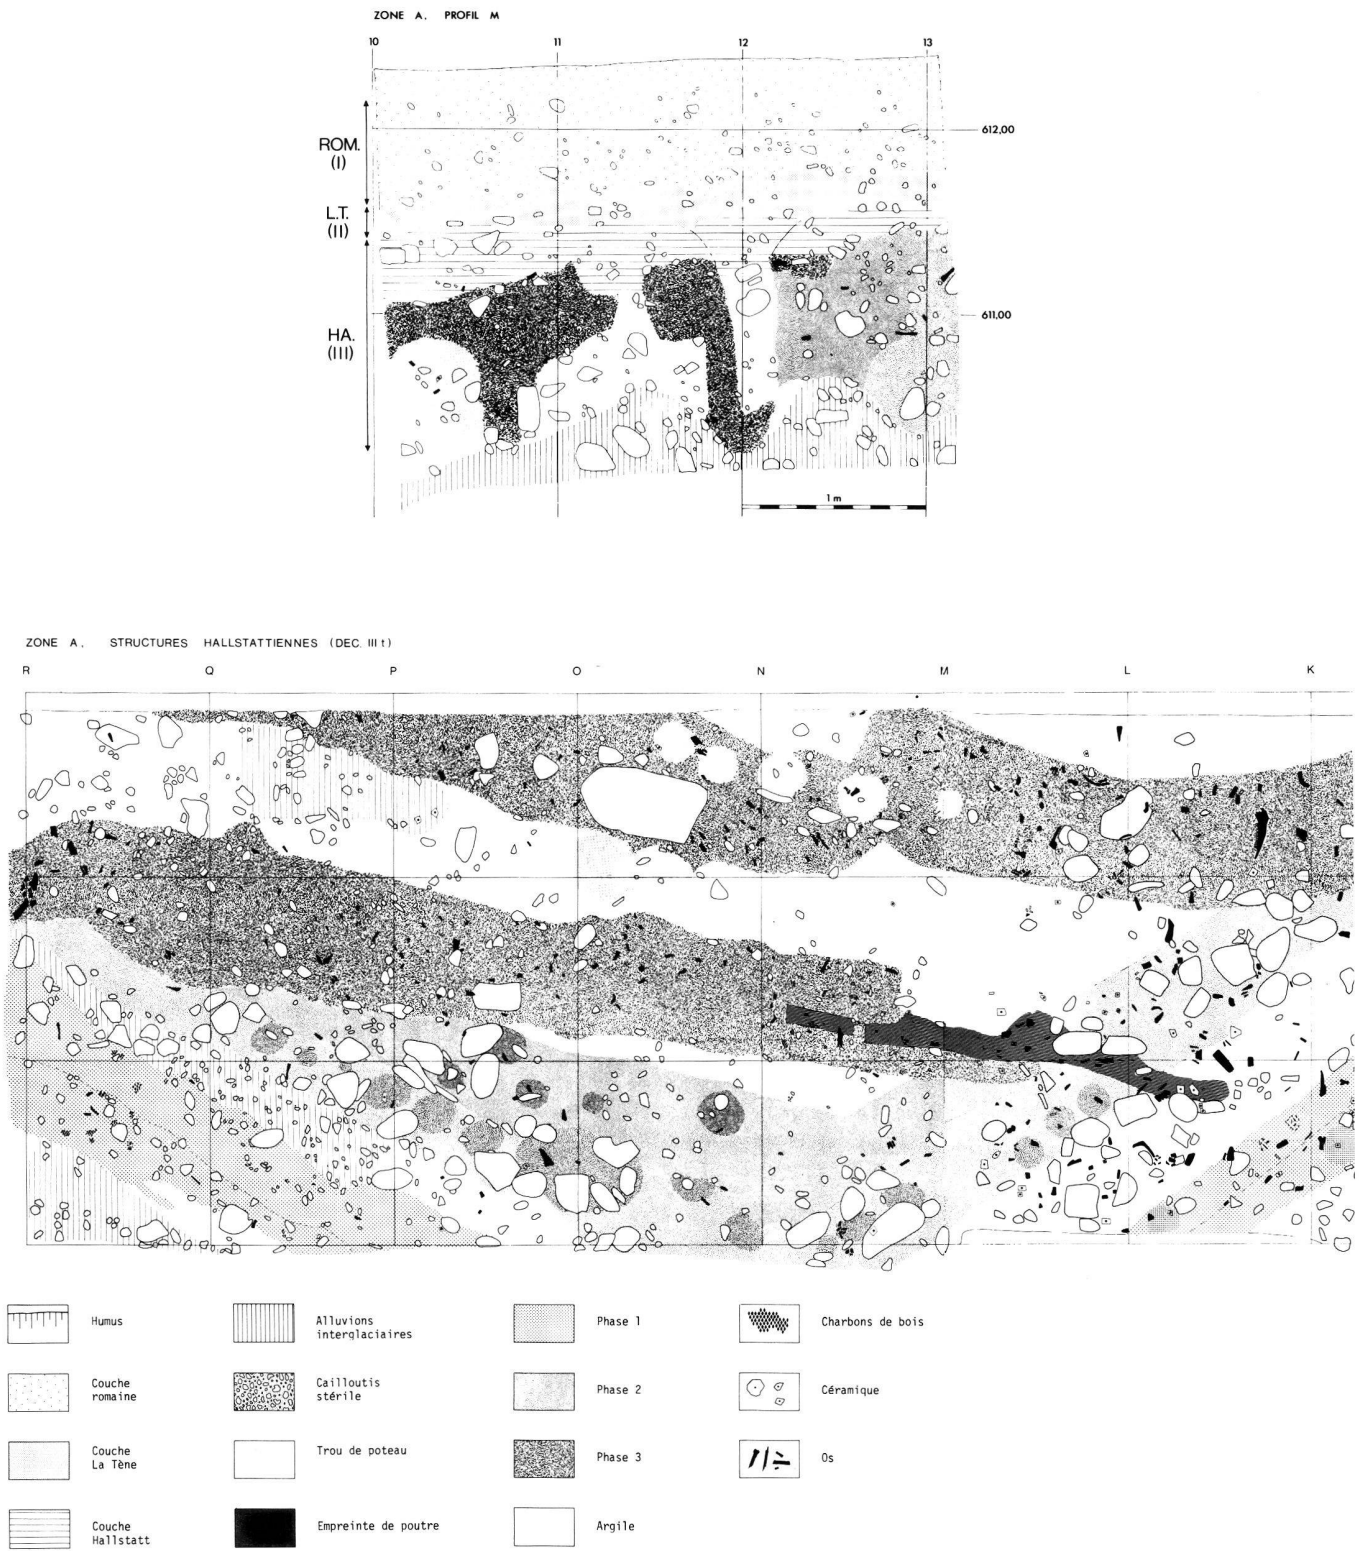 ZONE A. PROFIL M
10 11 12 13
612,00
ROM.
(I)
L.T.
(II)
611,00
HA.
(III)
1 m
ZONE A. STRUCTURES HALLSTATTIENNES (DEC. III t)
R Q P O N M L K
Humus
Alluvions
interglaciaires
Phase 1
Charbons de bois
Couche
romaine
Cailloutis
stérile
Phase 2
Céramique
Couche
La Tène
Trou de poteau
Phase 3
Os
Couche
Hallstatt
Empreinte de poutre
Argile